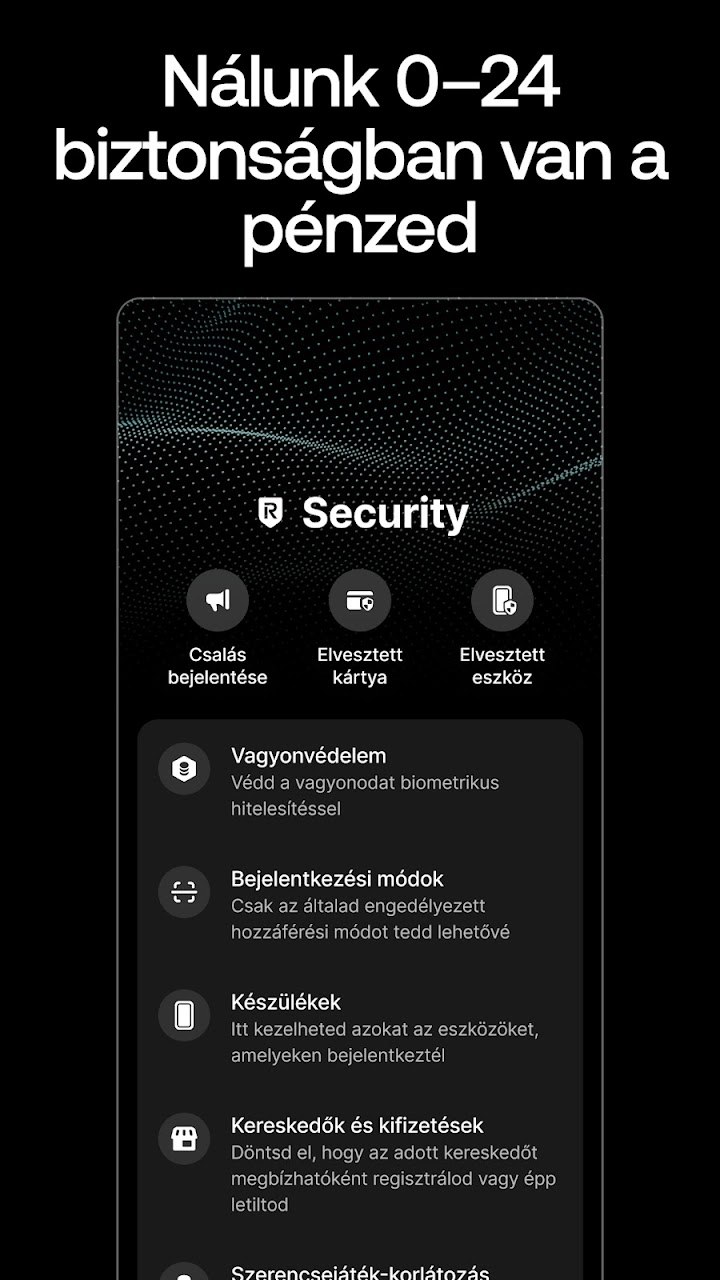 Nálunk 0–24
biztonságban van a
pénzed
R Security
Csalás
bejelentése
Elvesztett
kártya
Elvesztett
eszköz
Vagyonvédelem
Védd a vagyonodat biometrikus
hitelesítéssel
Bejelentkezési módok
Csak az általad engedélyezett
hozzáférési módot tedd lehetővé
Készülékek
Itt kezelheted azokat az eszközöket,
amelyeken bejelentkeztél
Kereskedők és kifizetések
Döntsd el, hogy az adott kereskedőt
megbízhatóként regisztrálod vagy épp
letiltod
Szerencsejáték-korlátozás